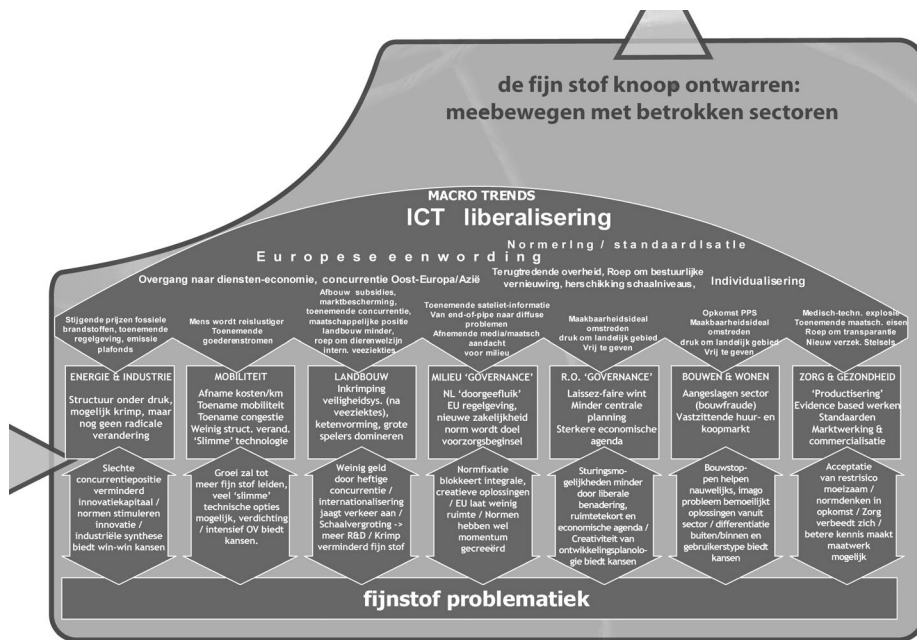 de fijn stof knoop ontwarren:
meebewegen met betrokken sectoren
MACRO TRENDS
ICT liberalisering
Normering / standaardisatie
Europese eenwording
Overgang naar diensten-economie, concurrentie Oost-Europa/Azië
Terugtredende overheid, Roep om bestuurlijke
vernieuwing, herschikking schaalniveaus,
Individualisering
Stijgende prijzen fossiele
brandstoffen, toenemende
regelgeving, emissie
plafonds
Mens wordt reislustiger
Toenemende
goederenstromen
Afbouw subsidies,
marktbescherming,
toenemende concurrentie,
maatschappelijke positie
landbouw minder,
roep om dierenwelzijn
intern. veeziektes
Toenemende sateliet-informatie
Van end-of-pipe naar diffuse
problemen
Afnemende media/maatsch
aandacht
voor milieu
Maakbaarheidsideal
omstreden
druk om landelijk gebied
Vrij te geven
Opkomst PPS
Maakbaarheidsideal
omstreden
druk om landelijk gebied
Vrij te geven
Medisch-techn. explosie
Toenemende maatsch. eisen
Roep om transparantie
Nieuw verzek. Stelsels
ENERGIE & INDUSTRIE
Structuur onder druk,
mogelijk krimp, maar
nog geen radicale
verandering
MOBILITEIT
Afname kosten/km
Toename mobiliteit
Toename congestie
Weinig struct. verand.
'Slimme' technologie
LANDBOUW
Inkrimping
veiligheidsys. (na
veeziektes),
ketenvorming, grote
spelers domineren
MILIEU 'GOVERNANCE'
NL 'doorgeefluik'
EU regelgeving,
nieuwe zakelijkheid
norm wordt doel
voorzorgsbeginsel
R.O. 'GOVERNANCE'
Laissez-faire wint
Minder centrale
planning
Sterkere economische
agenda
BOUWEN & WONEN
Aangeslagen sector
(bouwfraude)
Vastzittende huur- en
koopmarkt
ZORG & GEZONDHEID
'Productisering'
Evidence based werken
Standaarden
Marktwerking &
commercialisatie
Slechte
concurrentiepositie
verminderd
innovatiekapitaal /
normen stimuleren
innovatie /
industriële synthese
biedt win-win kansen
Groei zal tot
meer fijn stof leiden,
veel 'slimme'
technische opties
mogelijk, verdichting
/ intensief OV biedt
kansen.
Weinig geld
door heftige
concurrentie /
internationalisering
jaagt verkeer aan /
Schaalvergroting ->
meer R&D / Krimp
verminderd fijn stof
Normfixatie
blokkeert integrale,
creatieve oplossingen
/ EU laat weinig
ruimte / Normen
hebben wel
momentum
gecreeërd
Sturingsmo-
gelijkheden minder
door liberale
benadering,
ruimtetekort en
economische agenda /
Creativiteit van
ontwikkelingsplanolo-
gie biedt kansen
Bouwstop-
pen helpen
nauwelijks, imago
probleem bemoeilijkt
oplossingen vanuit
sector / differentiatie
buiten/binnen en
gebruikerstype biedt
kansen
Acceptatie
van restrisico
moeizaam /
normdenken in
opkomst / Zorg
verbeedt zich /
betere kennis maakt
maatwerk
mogelijk
fijnstof problematiek